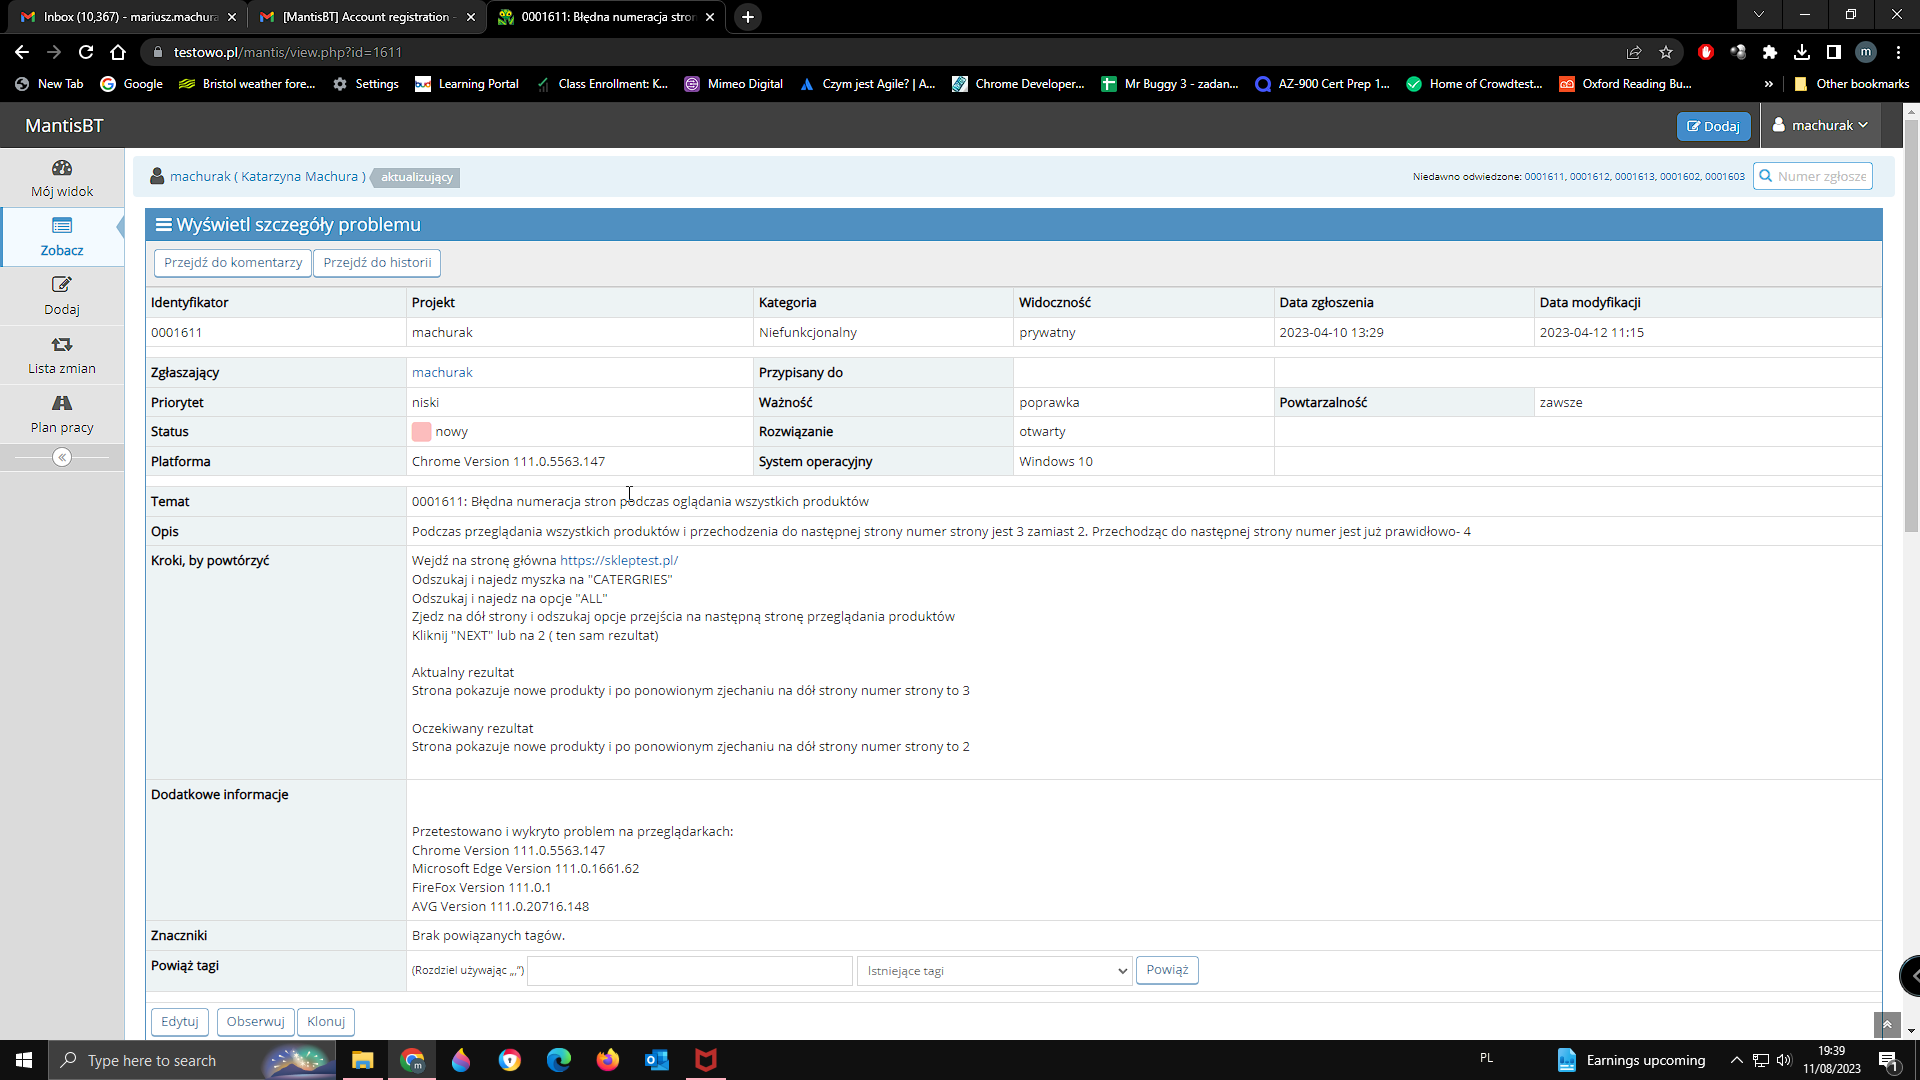 Inbox (10,367) - mariusz.machura
[MantisBT] Account registration -
0001611: Błędna numeracja stron
testowo.pl/mantis/view.php?id=1611
m
New Tab
Google
Bristol weather fore...
Settings
Learning Portal
Class Enrollment: K...
Mimeo Digital
Czym jest Agile? | A...
Chrome Developer...
Mr Buggy 3 - zadan...
AZ-900 Cert Prep 1...
Home of Crowdtest...
Oxford Reading Bu...
»
Other bookmarks
MantisBT
Dodaj
machurak
Mój widok
Zobacz
Dodaj
Lista zmian
Plan pracy
machurak ( Katarzyna Machura ) aktualizujący
Niedawno odwiedzone: 0001611, 0001612, 0001613, 0001602, 0001603
Numer zgłosze
Wyświetl szczegóły problemu
Przejdź do komentarzy Przejdź do historii
Identyfikator Projekt Kategoria Widoczność Data zgłoszenia Data modyfikacji
0001611 machurak Niefunkcjonalny prywatny 2023-04-10 13:29 2023-04-12 11:15
Zgłaszający machurak Przypisany do
Priorytet niski Ważność poprawka Powtarzalność zawsze
Status nowy Rozwiązanie otwarty
Platforma Chrome Version 111.0.5563.147 System operacyjny Windows 10
Temat 0001611: Błędna numeracja stron podczas oglądania wszystkich produktów
Opis Podczas przeglądania wszystkich produktów i przechodzenia do następnej strony numer strony jest 3 zamiast 2. Przechodząc do następnej strony numer jest już prawidłowo- 4
Kroki, by powtórzyć Wejdź na stronę główna https://skleptest.pl/
Odszukaj i najedz myszka na "CATERGRIES"
Odszukaj i najedz na opcje "ALL"
Zjedz na dół strony i odszukaj opcje przejścia na następną stronę przeglądania produktów
Kliknij "NEXT" lub na 2 ( ten sam rezultat)
Aktualny rezultat
Strona pokazuje nowe produkty i po ponowionym zjechaniu na dół strony numer strony to 3
Oczekiwany rezultat
Strona pokazuje nowe produkty i po ponowionym zjechaniu na dół strony numer strony to 2
Dodatkowe informacje
Przetestowano i wykryto problem na przeglądarkach:
Chrome Version 111.0.5563.147
Microsoft Edge Version 111.0.1661.62
FireFox Version 111.0.1
AVG Version 111.0.20716.148
Znaczniki Brak powiązanych tagów.
Powiąż tagi (Rozdziel używając „,") Istniejące tagi Powiąż
Edytuj Obserwuj Klonuj
Type here to search
PL
Earnings upcoming
19:39
11/08/2023
1